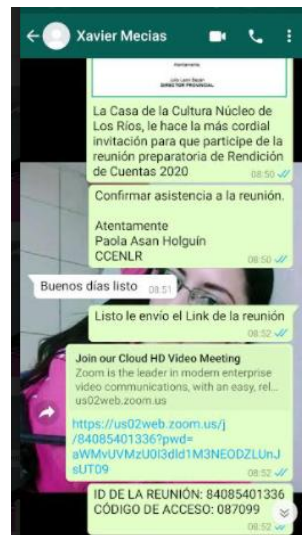 Xavier Mecias
Atentamente
DIRECTOR PROVINCIAL
La Casa de la Cultura Núcleo de
Los Ríos, le hace la más cordial
invitación para que participe de la
reunión preparatoria de Rendición
de Cuentas 2020
08:50
Confirmar asistencia a la reunión.
Atentamente
Paola Asan Holguín
CCENLR
08:50
Buenos días listo 08:51
Listo le envío el Link de la reunión
08:52
Join our Cloud HD Video Meeting
Zoom is the leader in modern enterprise
video communications, with an easy, rel...
us02web.zoom.us
https://us02web.zoom.us/j
/84085401336?pwd=
aWMvUVMzU0I3dld1M3NEODZLUnJ
sUT09
08:52
ID DE LA REUNIÓN: 84085401336
CÓDIGO DE ACCESO: 087099
08:52